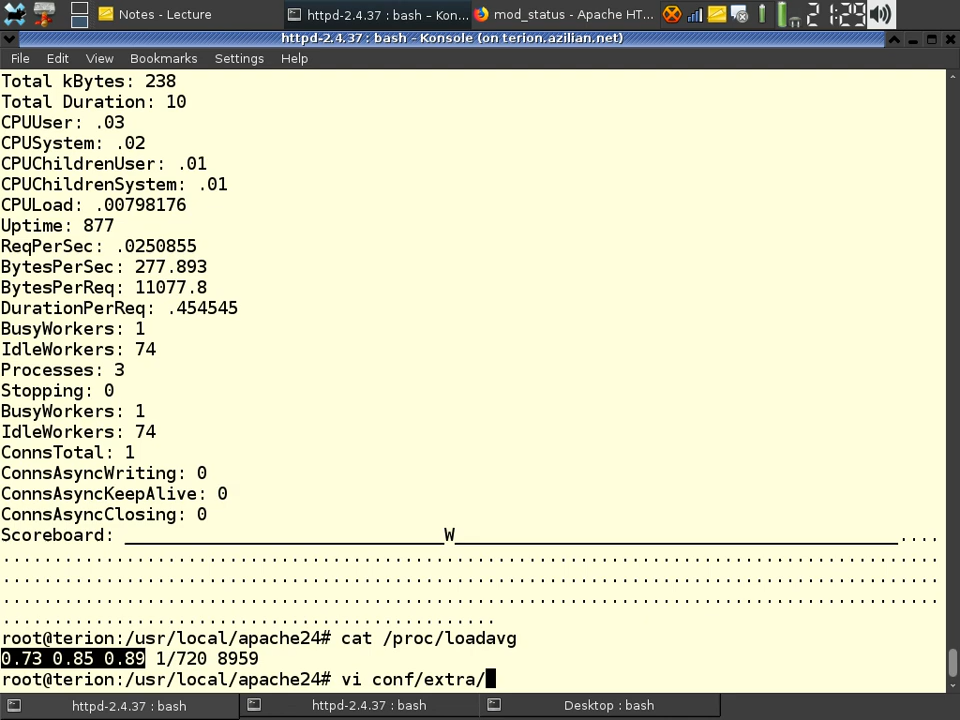 Notes - Lecture
httpd-2.4.37 : bash – Kon...
mod_status - Apache HT...
2 1:29
httpd-2.4.37 : bash - Konsole (on terion.azilian.net)
File Edit View Bookmarks Settings Help
Total kBytes: 238
Total Duration: 10
CPUUser: .03
CPUSystem: .02
CPUChildrenUser: .01
CPUChildrenSystem: .01
CPULoad: .00798176
Uptime: 877
ReqPerSec: .0250855
BytesPerSec: 277.893
BytesPerReq: 11077.8
DurationPerReq: .454545
BusyWorkers: 1
IdleWorkers: 74
Processes: 3
Stopping: 0
BusyWorkers: 1
IdleWorkers: 74
ConnsTotal: 1
ConnsAsyncWriting: 0
ConnsAsyncKeepAlive: 0
ConnsAsyncClosing: 0
Scoreboard: _______________________________W___________________________________________....
...........................................................................................
...........................................................................................
...........................................................................................
................................................
root@terion:/usr/local/apache24# cat /proc/loadavg
0.73 0.85 0.89 1/720 8959
root@terion:/usr/local/apache24# vi conf/extra/
httpd-2.4.37 : bash
httpd-2.4.37 : bash
Desktop : bash